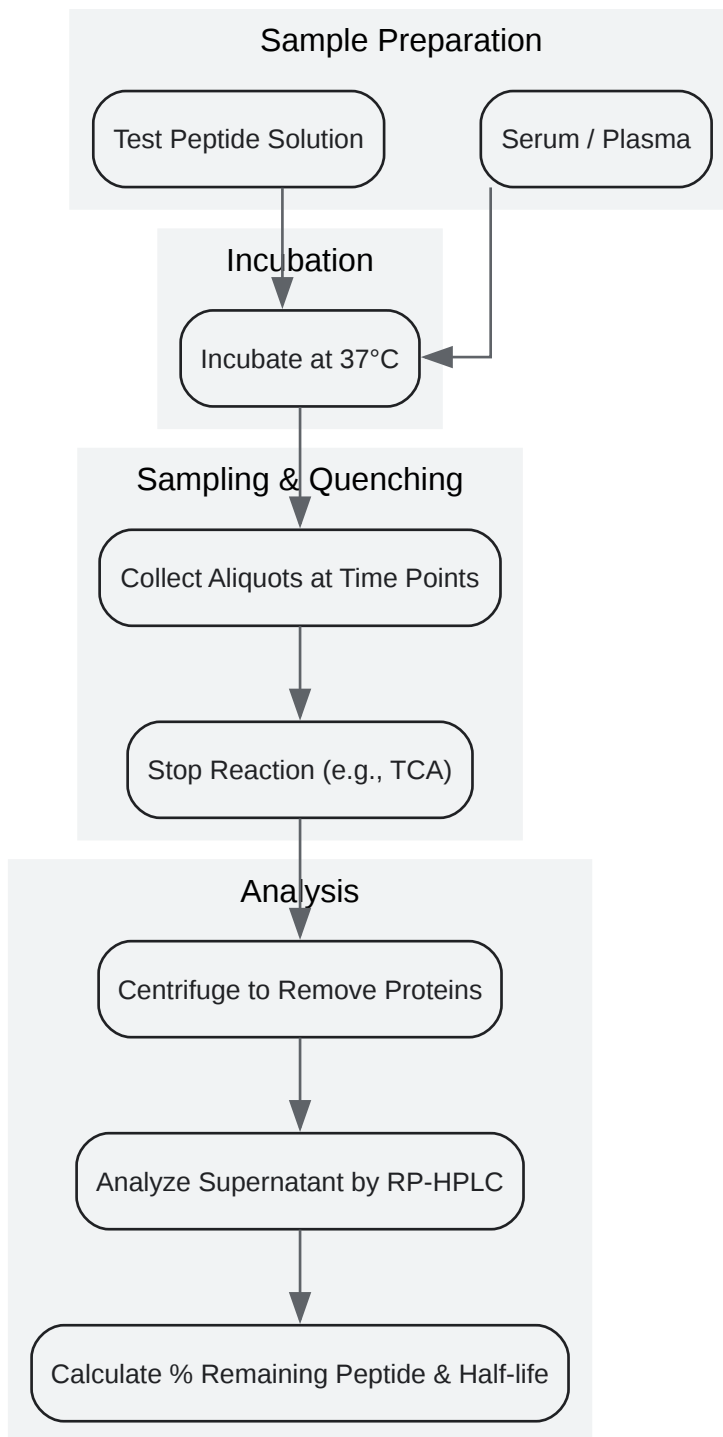 Sample Preparation
Test Peptide Solution
Serum / Plasma
Incubation
Incubate at 37°C
Sampling & Quenching
Collect Aliquots at Time Points
Stop Reaction (e.g., TCA)
Analysis
Centrifuge to Remove Proteins
Analyze Supernatant by RP-HPLC
Calculate % Remaining Peptide & Half-life